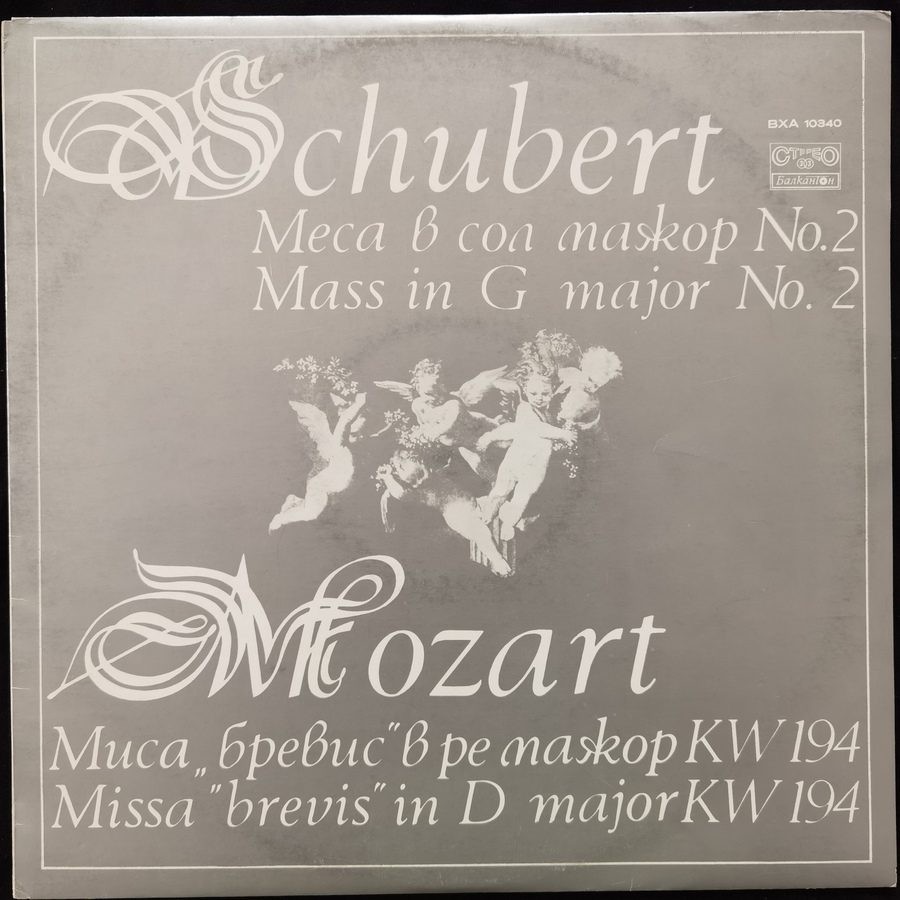 Schubert
ВХА 10340
СТЕРЕО
33
Балкантон
Меса в сол мажор No.2
Mass in G major No. 2
Mozart
Миса „бревис" в ре мажор KW 194
Missa "brevis" in D major KW 194